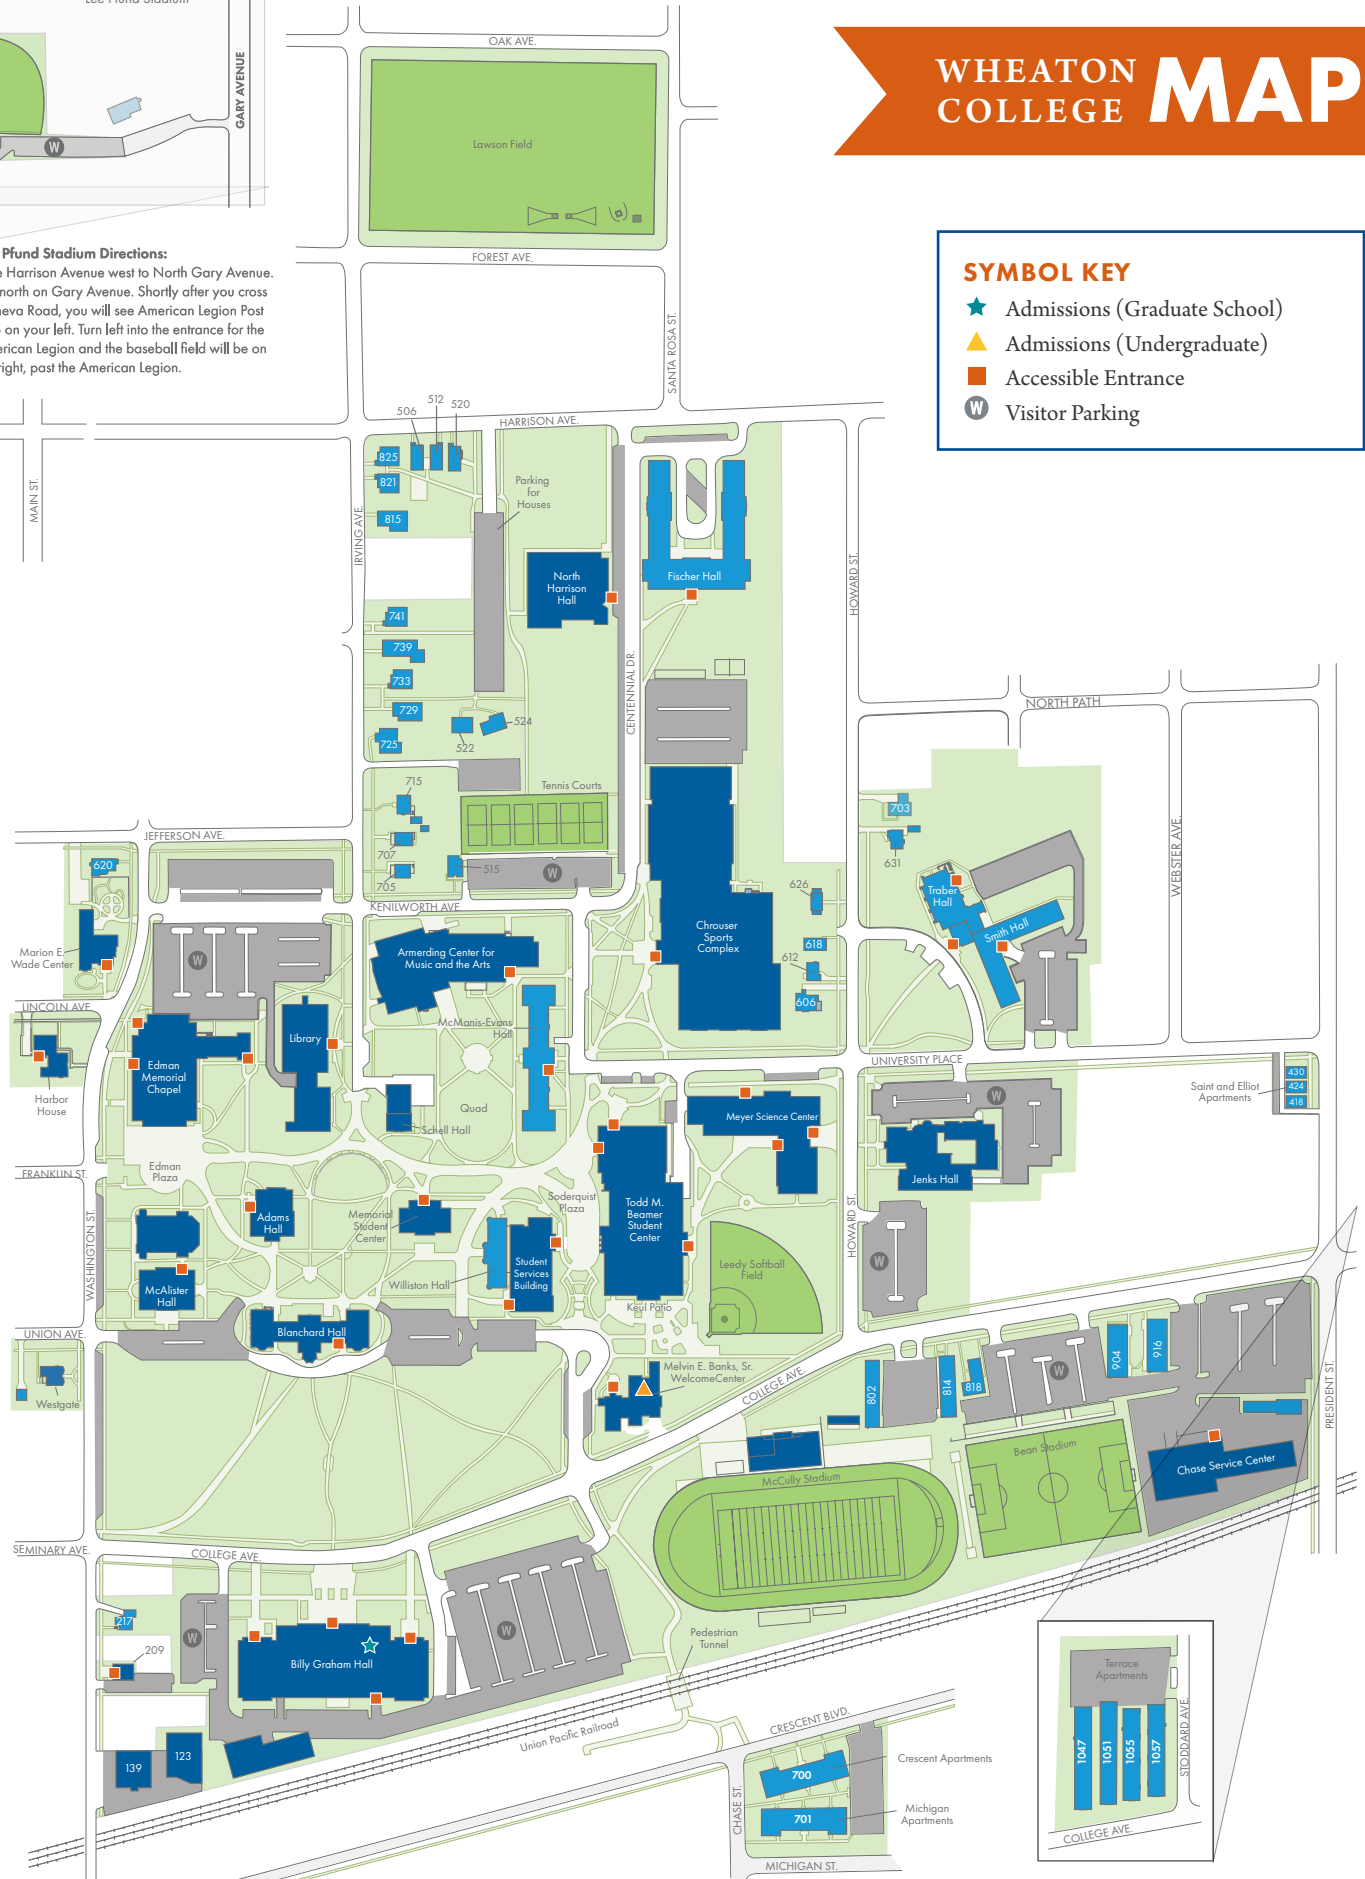 Lee Pfund Stadium
GARY AVENUE
W
Pfund Stadium Directions:
Harrison Avenue west to North Gary Avenue.
north on Gary Avenue. Shortly after you cross
eva Road, you will see American Legion Post
on your left. Turn left into the entrance for the
erican Legion and the baseball field will be on
right, past the American Legion.
WHEATON
COLLEGE
MAP
SYMBOL KEY
Admissions (Graduate School)
Admissions (Undergraduate)
Accessible Entrance
W
Visitor Parking
OAK AVE.
Lawson Field
FOREST AVE.
SANTA ROSA ST.
HARRISON AVE.
MAIN ST.
IRVING AVE.
506
512
520
825
821
815
Parking
for
Houses
North
Harrison
Hall
Fischer Hall
HOWARD ST.
CENTENNIAL DR.
741
739
733
729
725
522
524
NORTH PATH
WEBSTER AVE.
715
707
705
515
Tennis Courts
W
JEFFERSON AVE.
KENILWORTH AVE
620
Marion E.
Wade Center
LINCOLN AVE
Harbor
House
W
Armerding Center for
Music and the Arts
McManis-Evans
Hall
Chrouser
Sports
Complex
703
631
626
618
612
606
Traber
Hall
Smith Hall
Edman
Memorial
Chapel
Library
Quad
Schell Hall
UNIVERSITY PLACE
Meyer Science Center
W
Jenks Hall
Saint and Elliot
Apartments
430
424
418
FRANKLIN ST.
Edman
Plaza
WASHINGTON ST.
Adams
Hall
Memorial
Student
Center
Soderquist
Plaza
Todd M.
Beamer
Student
Center
HOWARD ST.
W
Leedy Softball
Field
Williston Hall
Student
Services
Building
McAlister
Hall
Keul Patio
UNION AVE.
Blanchard Hall
Westgate
Melvin E. Banks, Sr.
WelcomeCenter
COLLEGE AVE.
802
814
818
W
904
916
PRESIDENT ST.
McCully Stadium
Bean Stadium
Chase Service Center
SEMINARY AVE.
COLLEGE AVE.
217
209
W
Billy Graham Hall
W
139
123
Pedestrian
Tunnel
Union Pacific Railroad
CRESCENT BLVD.
CHASE ST.
700
Crescent Apartments
701
Michigan
Apartments
MICHIGAN ST.
Terrace
Apartments
1047
1051
1055
1057
STODDARD AVE.
COLLEGE AVE.